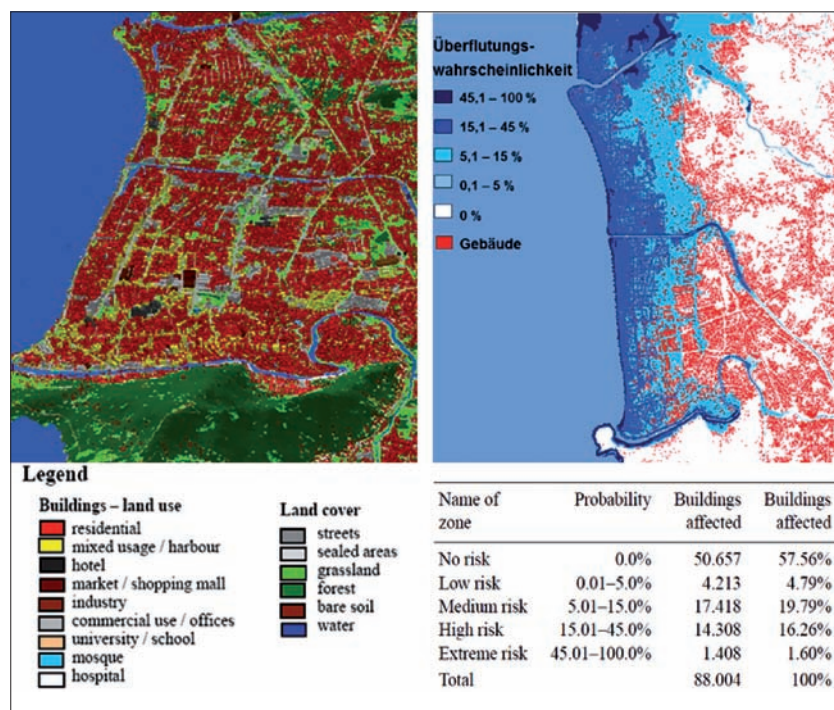 Überflutungs-
wahrscheinlichkeit
45,1 – 100 %
15,1 – 45 %
5,1 – 15 %
0,1 – 5 %
0 %
Gebäude
Legend
Buildings – land use
residential
mixed usage / harbour
hotel
market / shopping mall
industry
commercial use / offices
university / school
mosque
hospital
Land cover
streets
sealed areas
grassland
forest
bare soil
water
Name of zone Probability Buildings affected Buildings affected
No risk 0.0% 50.657 57.56%
Low risk 0.01–5.0% 4.213 4.79%
Medium risk 5.01–15.0% 17.418 19.79%
High risk 15.01–45.0% 14.308 16.26%
Extreme risk 45.01–100.0% 1.408 1.60%
Total 88.004 100%